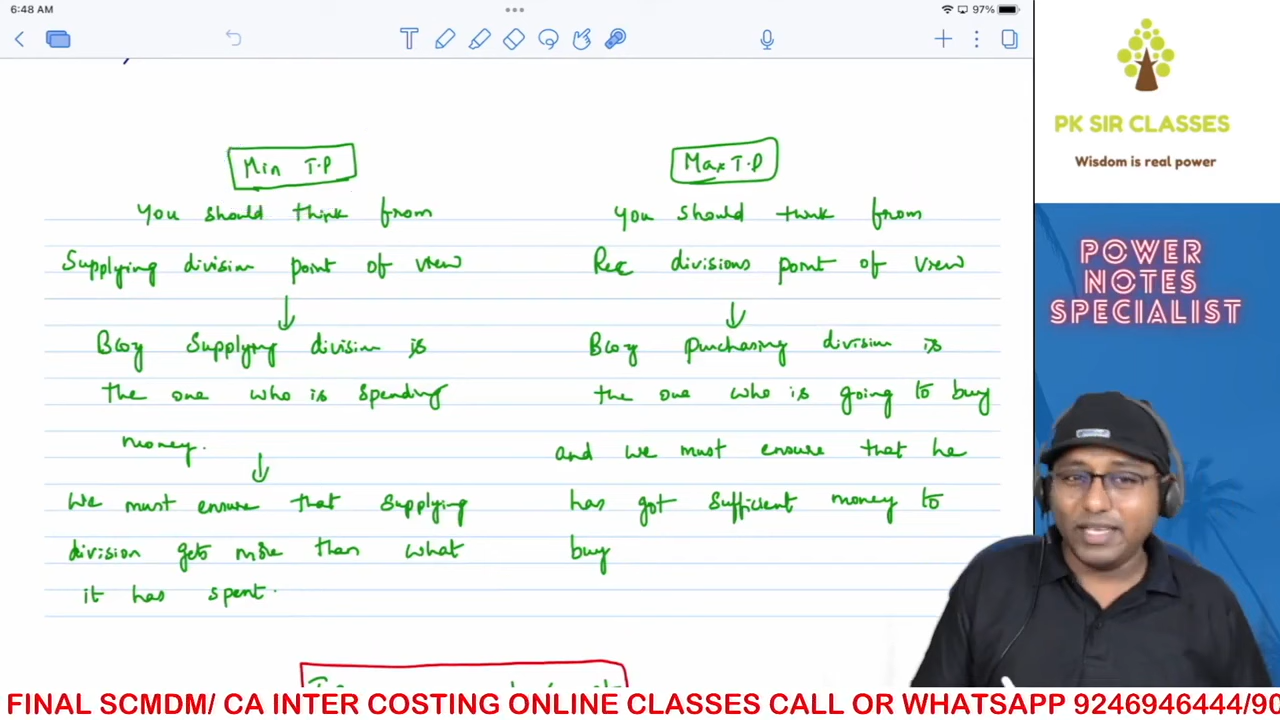 6:48 AM
97%
Min T.P
You should think from
Supplying division point of view
Bcoz Supplying division is
the one who is spending
money.
We must ensure that supplying
division gets more than what
it has spent.
Max T.P
You should think from
Rec divisions point of view
Bcoz purchasing division is
the one who is going to buy
and we must ensure that he
has got sufficient money to
buy
PK SIR CLASSES
Wisdom is real power
POWER
NOTES
SPECIALIST
FINAL SCMDM/ CA INTER COSTING ONLINE CLASSES CALL OR WHATSAPP 9246946444/90